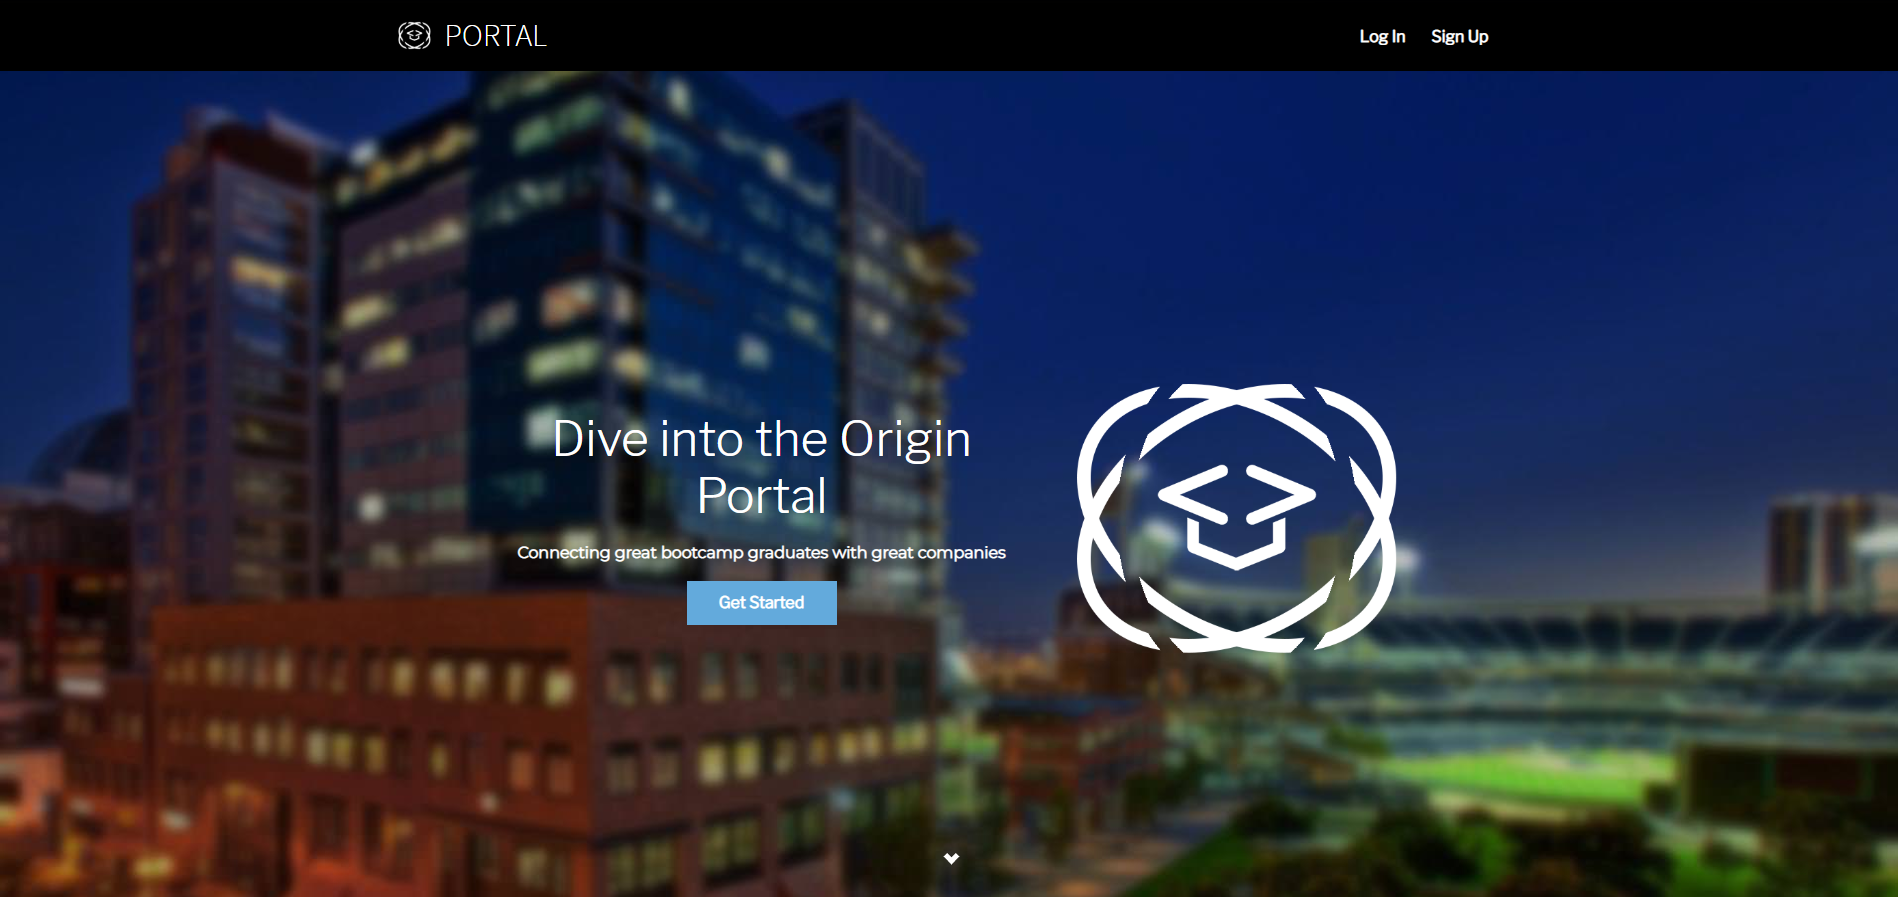 PORTAL
Log In
Sign Up
Dive into the Origin
Portal
Connecting great bootcamp graduates with great companies
Get Started